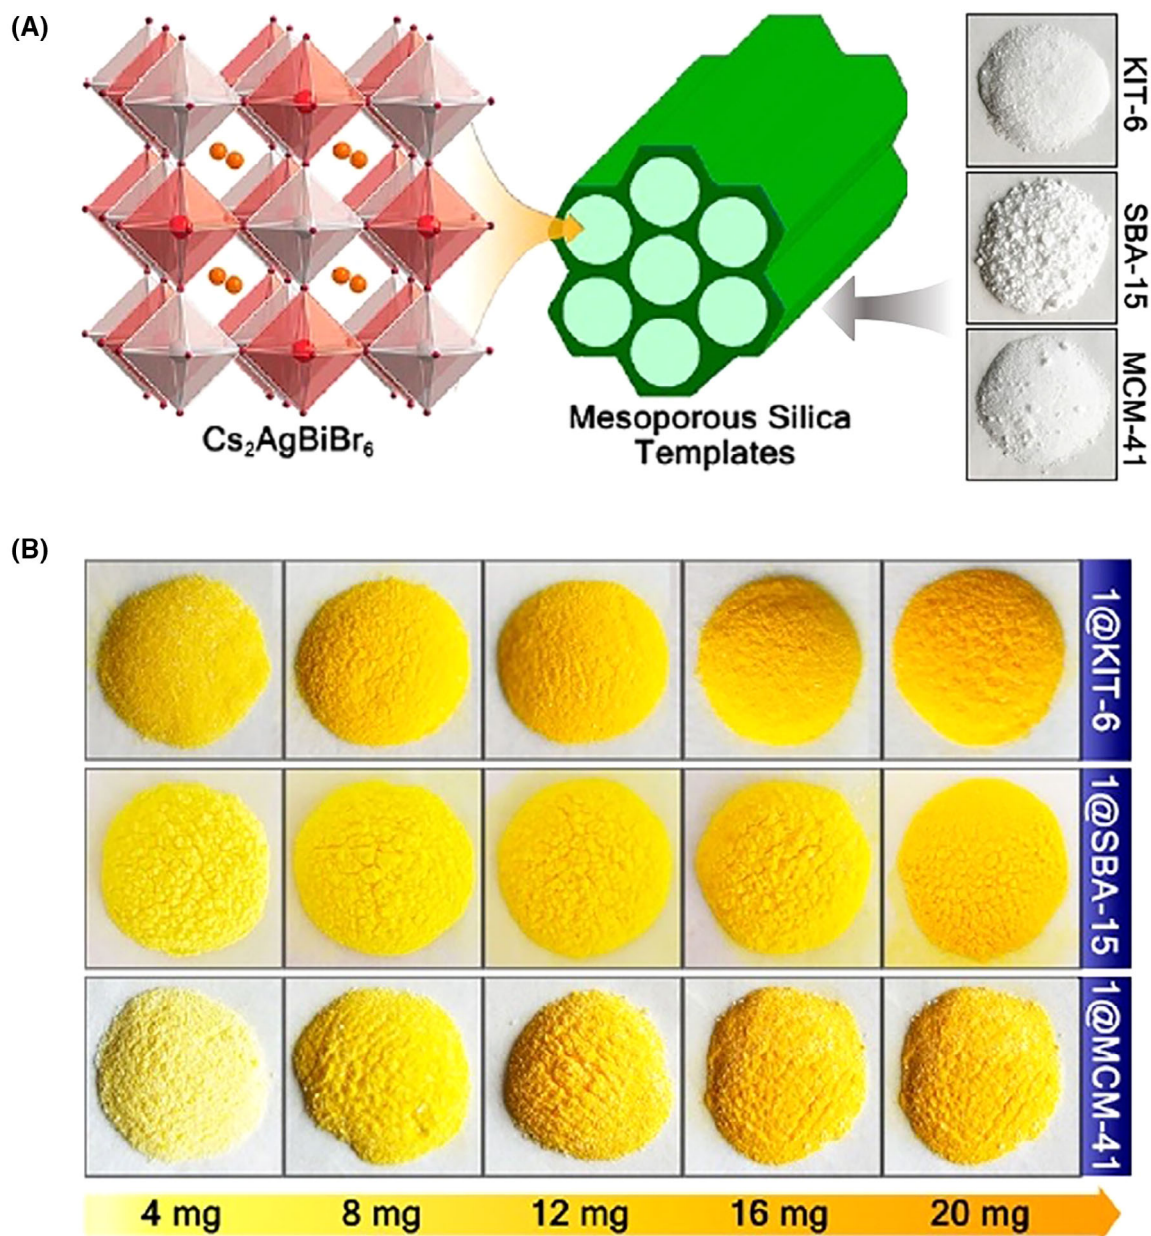 (A)
KIT-6
SBA-15
MCM-41
Cs₂AgBiBr₆
Mesoporous Silica
Templates
(B)
1@KIT-6
1@SBA-15
1@MCM-41
4 mg
8 mg
12 mg
16 mg
20 mg